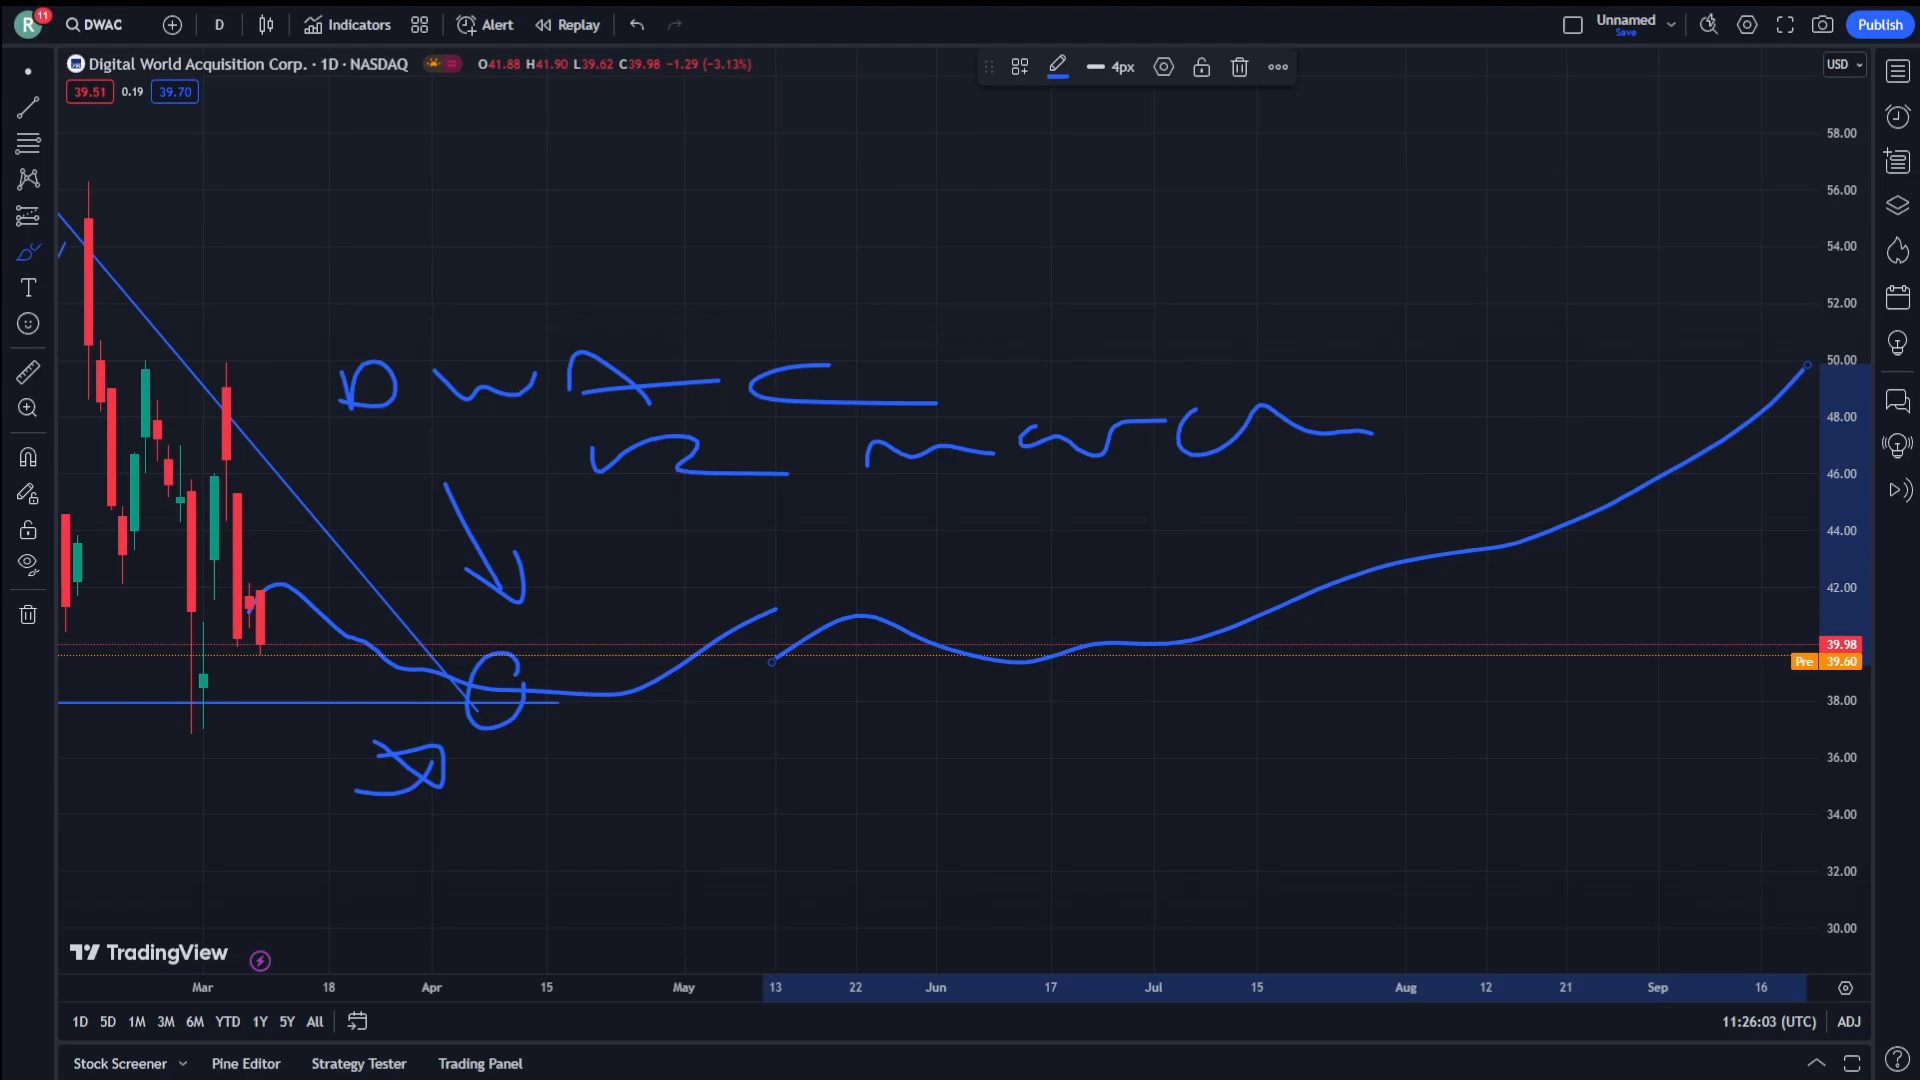 R 11 DWAC D Indicators Alert Replay Unnamed Save Publish
Digital World Acquisition Corp. · 1D · NASDAQ O41.88 H41.90 L39.62 C39.98 −1.29 (−3.13%) 4px USD
39.51 0.19 39.70
58.00
56.00
54.00
52.00
50.00
DWAC
48.00
46.00
44.00
42.00
39.98
Pre 39.60
38.00
36.00
34.00
32.00
30.00
TradingView
Mar 18 Apr 15 May 13 22 Jun 17 Jul 15 Aug 12 21 Sep 16
1D 5D 1M 3M 6M YTD 1Y 5Y All 11:26:03 (UTC) ADJ
Stock Screener Pine Editor Strategy Tester Trading Panel